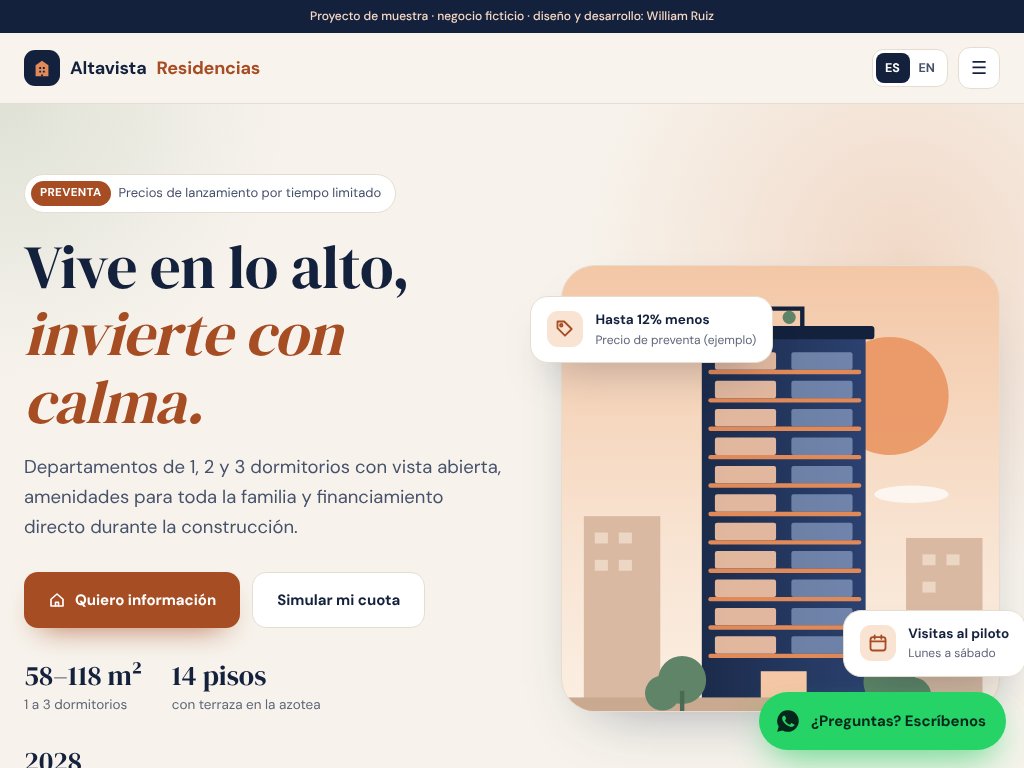 Proyecto de muestra · negocio ficticio · diseño y desarrollo: William Ruiz
Altavista Residencias
ES EN
PREVENTA Precios de lanzamiento por tiempo limitado
Vive en lo alto,
invierte con
calma.
Departamentos de 1, 2 y 3 dormitorios con vista abierta,
amenidades para toda la familia y financiamiento
directo durante la construcción.
Quiero información
Simular mi cuota
58–118 m²
1 a 3 dormitorios
14 pisos
con terraza en la azotea
2028
Hasta 12% menos
Precio de preventa (ejemplo)
Visitas al piloto
Lunes a sábado
¿Preguntas? Escríbenos